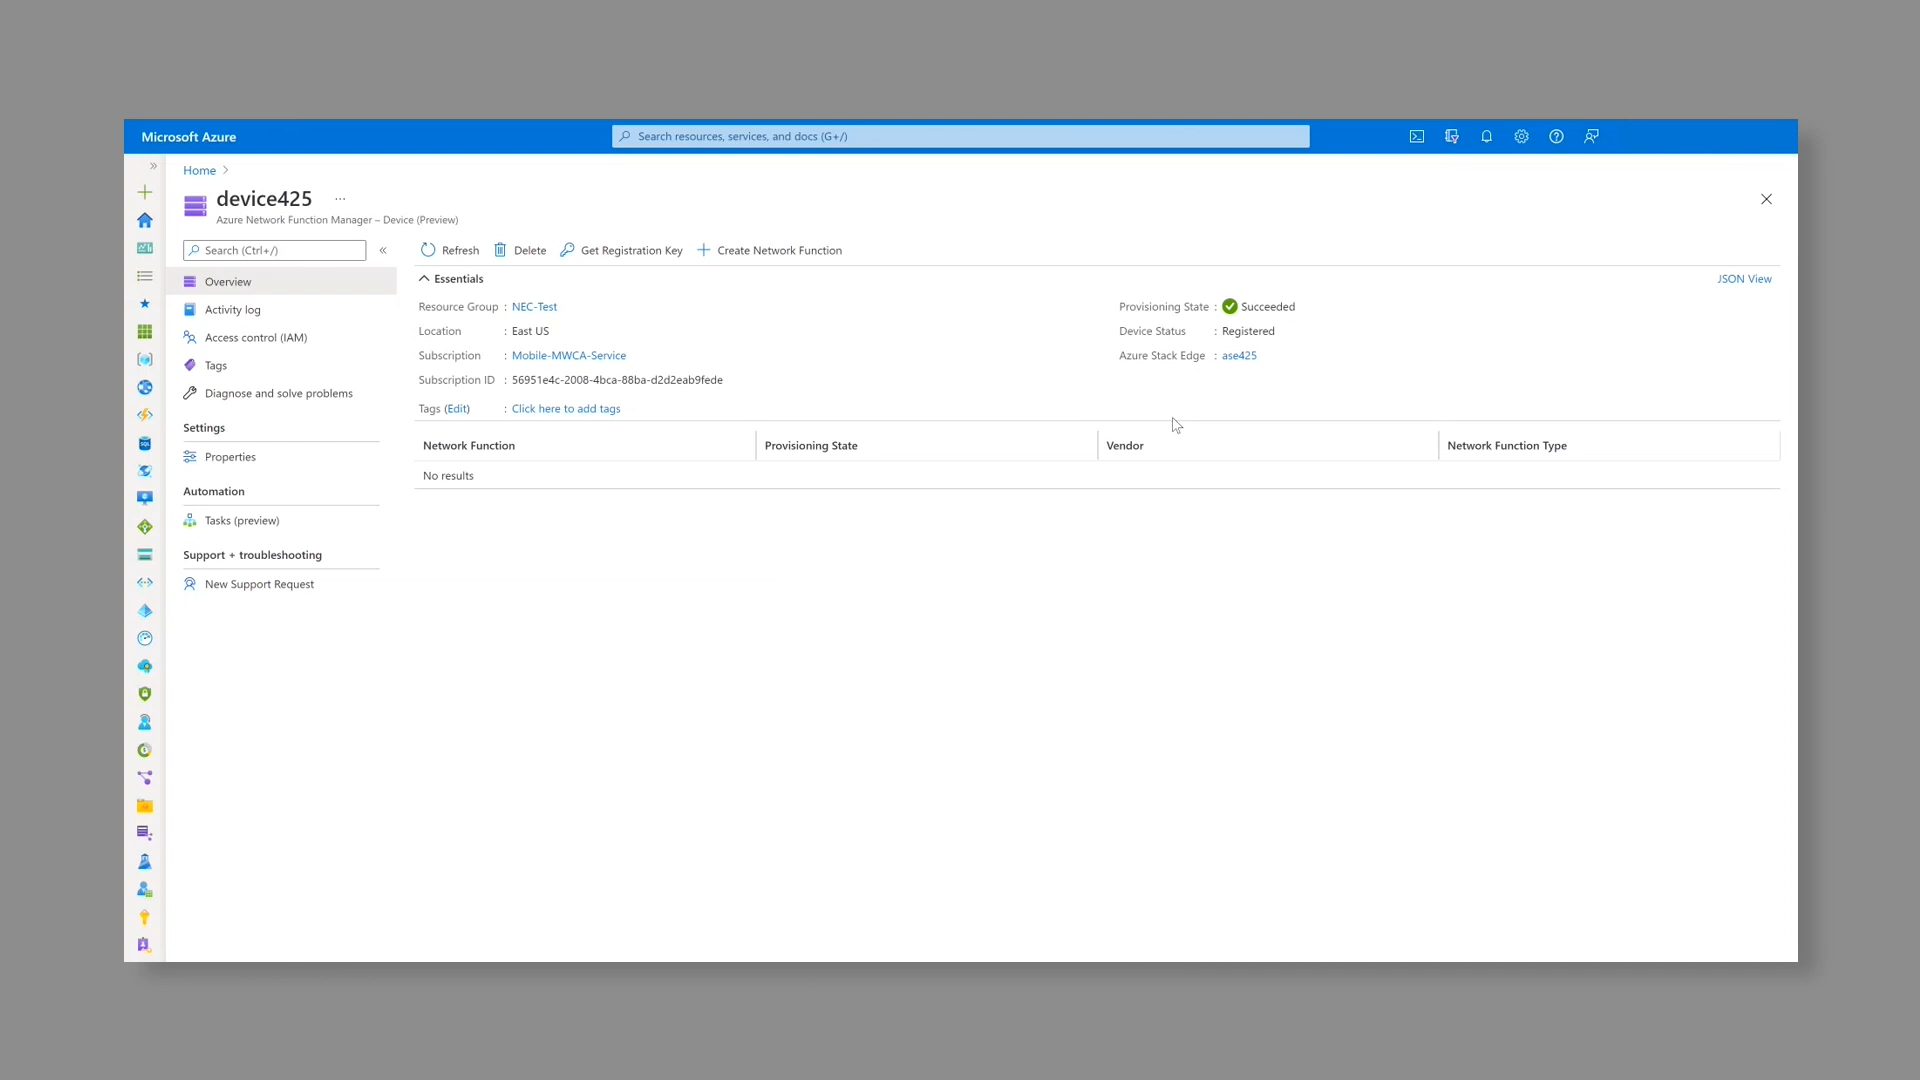 Microsoft Azure
Search resources, services, and docs (G+/)
Home
device425 ...
Azure Network Function Manager – Device (Preview)
Search (Ctrl+/)
Refresh Delete Get Registration Key Create Network Function
Overview
Activity log
Access control (IAM)
Tags
Diagnose and solve problems
Settings
Properties
Automation
Tasks (preview)
Support + troubleshooting
New Support Request
Essentials
JSON View
Resource Group : NEC-Test
Location : East US
Subscription : Mobile-MWCA-Service
Subscription ID : 56951e4c-2008-4bca-88ba-d2d2eab9fede
Tags (Edit) : Click here to add tags
Provisioning State : Succeeded
Device Status : Registered
Azure Stack Edge : ase425
Network Function Provisioning State Vendor Network Function Type
No results